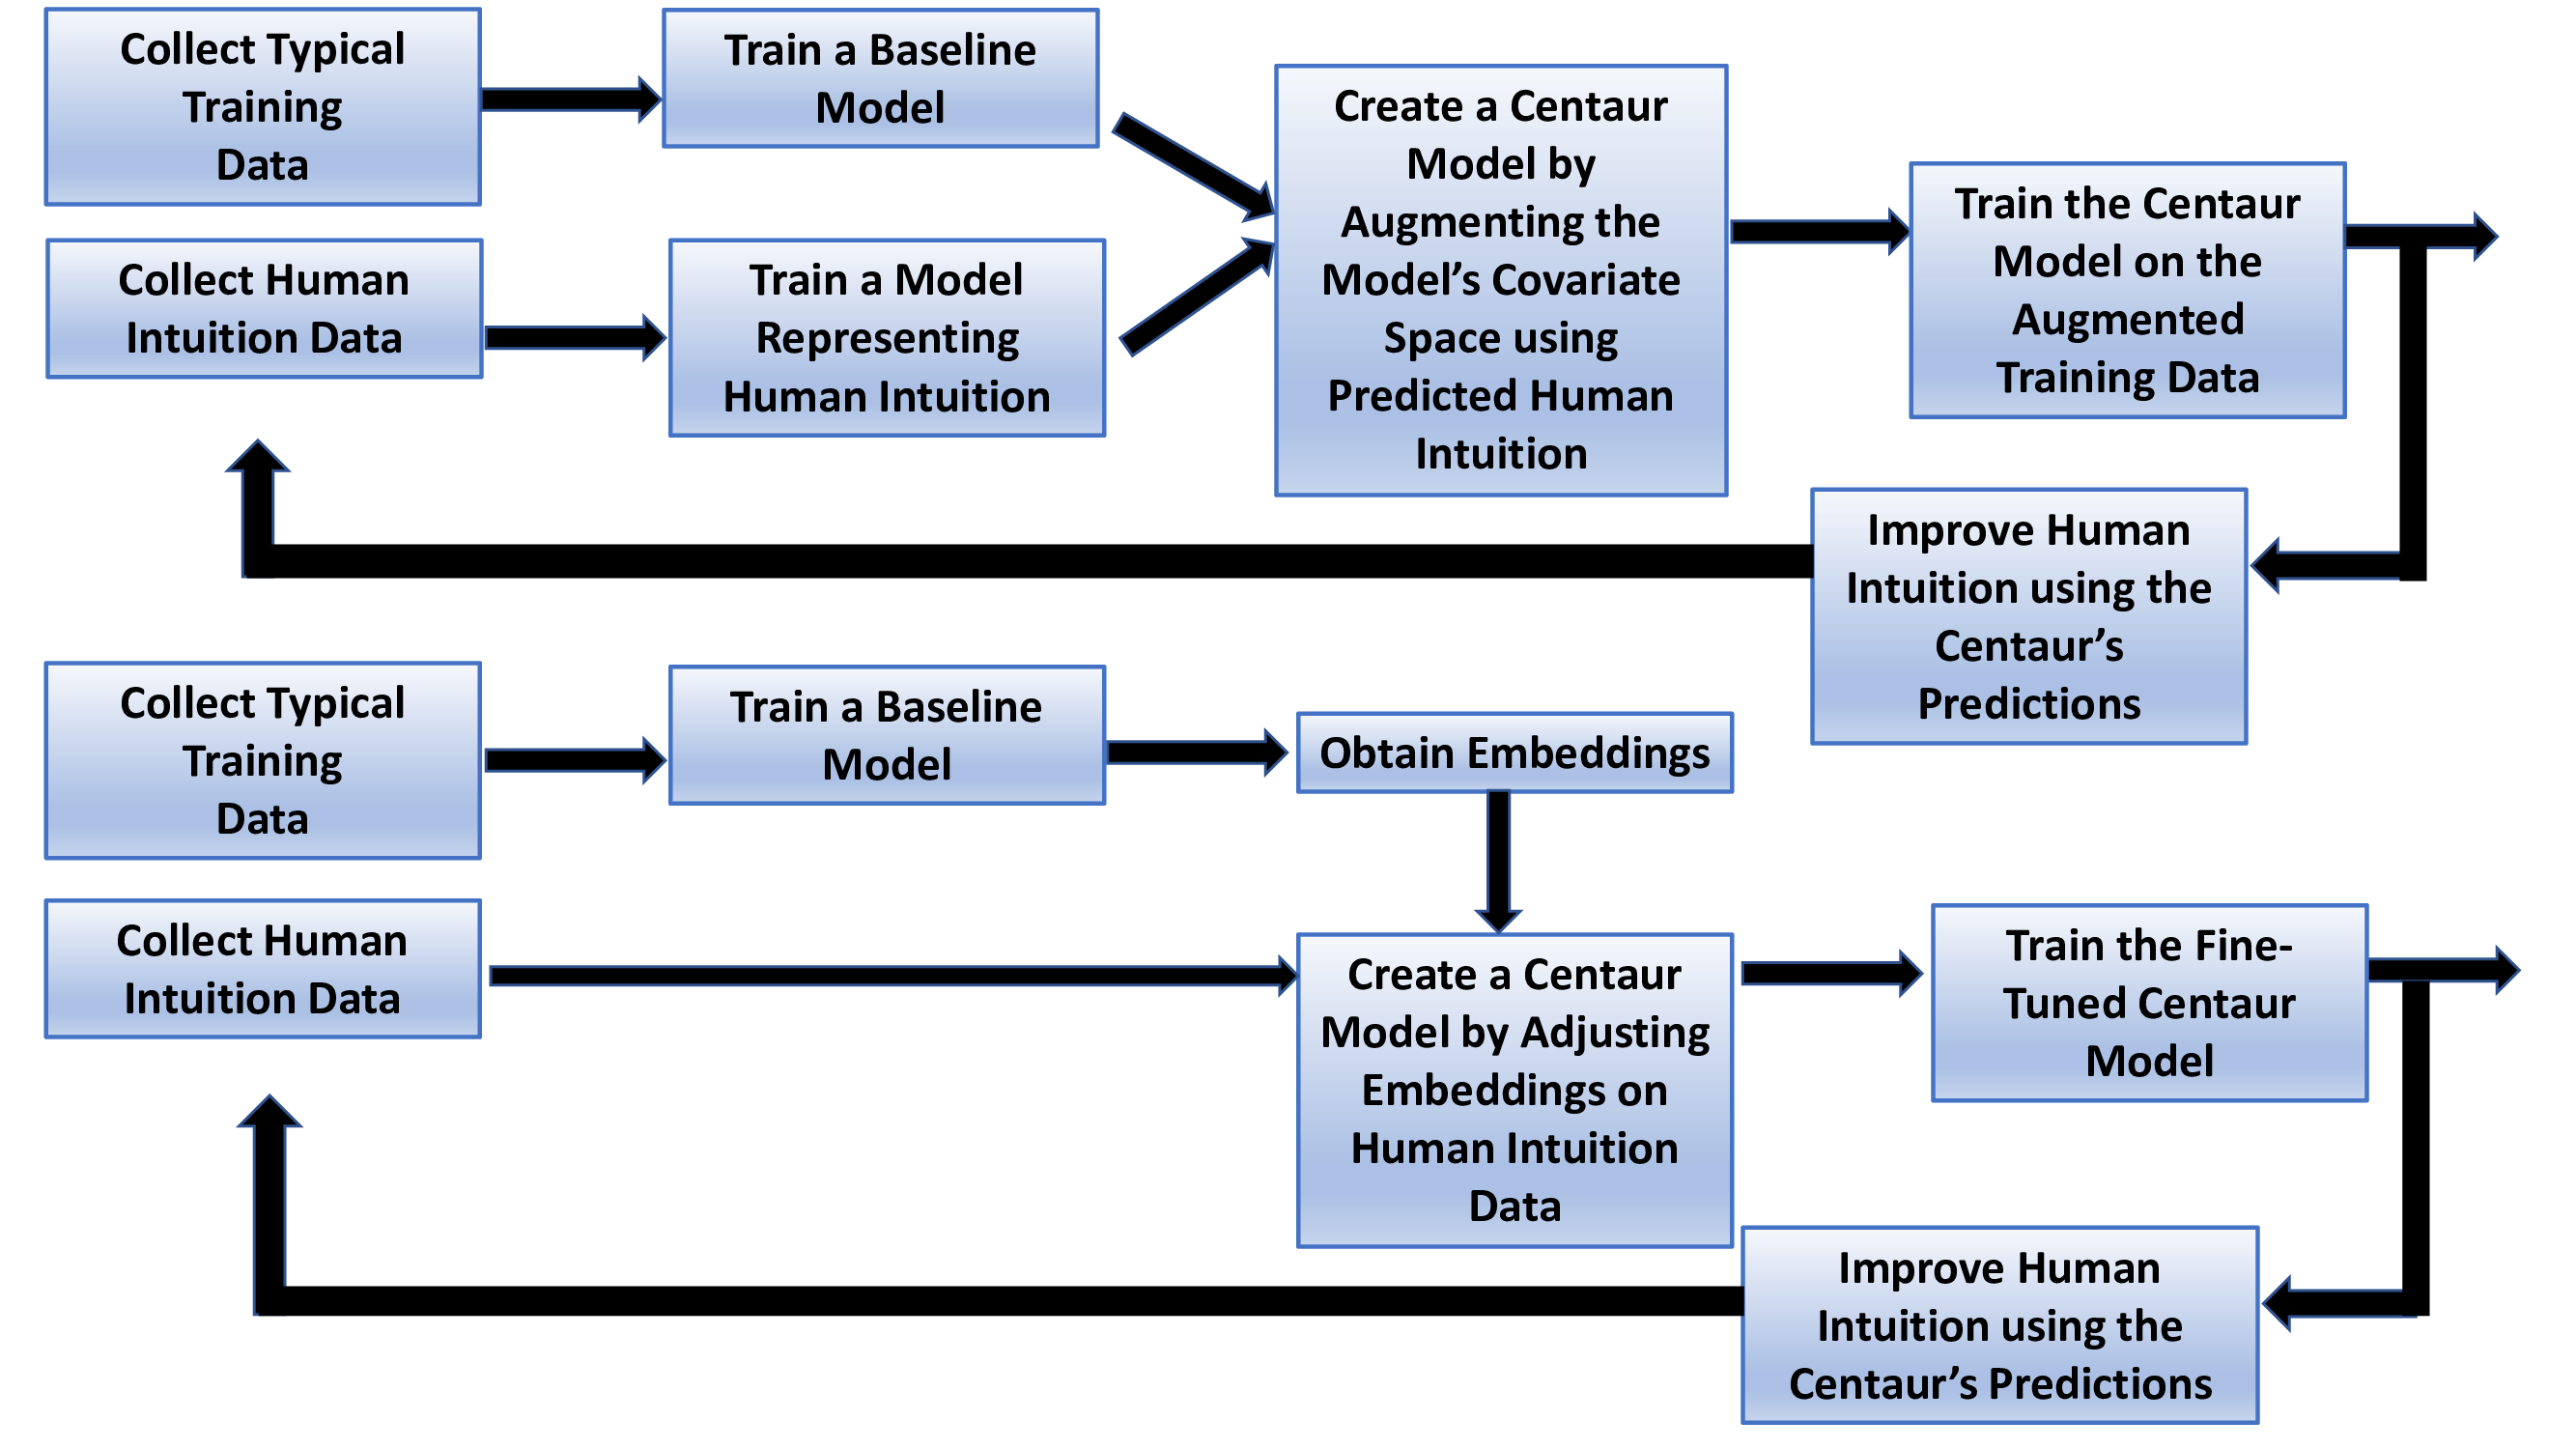 Collect Typical
Training
Data
Train a Baseline
Model
Collect Human
Intuition Data
Train a Model
Representing
Human Intuition
Create a Centaur
Model by
Augmenting the
Model’s Covariate
Space using
Predicted Human
Intuition
Train the Centaur
Model on the
Augmented
Training Data
Improve Human
Intuition using the
Centaur’s
Predictions
Collect Typical
Training
Data
Train a Baseline
Model
Obtain Embeddings
Collect Human
Intuition Data
Create a Centaur
Model by Adjusting
Embeddings on
Human Intuition
Data
Train the Fine-
Tuned Centaur
Model
Improve Human
Intuition using the
Centaur’s Predictions